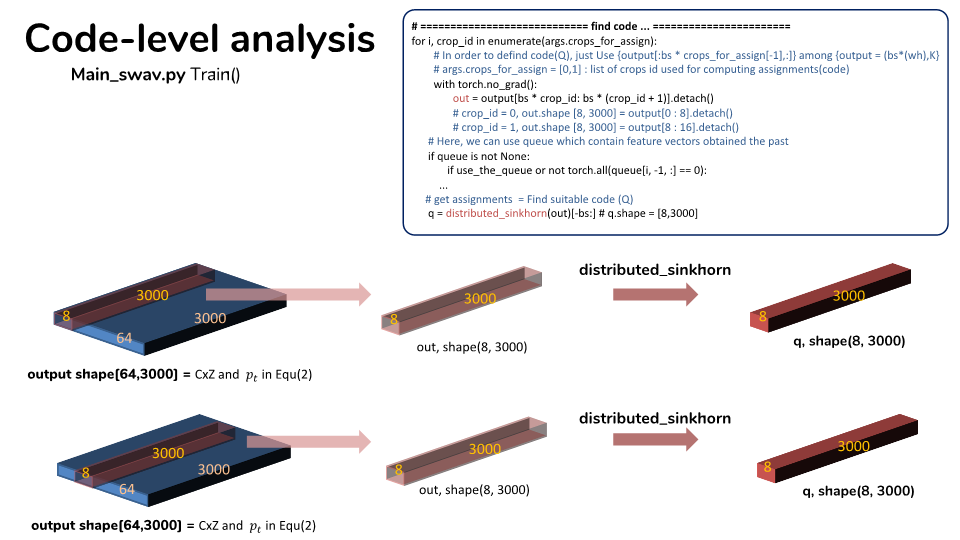 Code-level analysis
Main_swav.py Train()
# ============================ find code ... =======================
for i, crop_id in enumerate(args.crops_for_assign):
# In order to defind code(Q), just Use {output[:bs * crops_for_assign[-1],:]} among {output = (bs*(wh),K}
# args.crops_for_assign = [0,1] : list of crops id used for computing assignments(code)
with torch.no_grad():
out = output[bs * crop_id: bs * (crop_id + 1)].detach()
# crop_id = 0, out.shape [8, 3000] = output[0 : 8].detach()
# crop_id = 1, out.shape [8, 3000] = output[8 : 16].detach()
# Here, we can use queue which contain feature vectors obtained the past
if queue is not None:
if use_the_queue or not torch.all(queue[i, -1, :] == 0):
...
# get assignments = Find suitable code (Q)
q = distributed_sinkhorn(out)[-bs:] # q.shape = [8,3000]
3000
8
3000
64
output shape[64,3000] = CxZ and p_t in Equ(2)
3000
8
out, shape(8, 3000)
distributed_sinkhorn
3000
8
q, shape(8, 3000)
3000
8
3000
64
output shape[64,3000] = CxZ and p_t in Equ(2)
3000
8
out, shape(8, 3000)
distributed_sinkhorn
3000
8
q, shape(8, 3000)